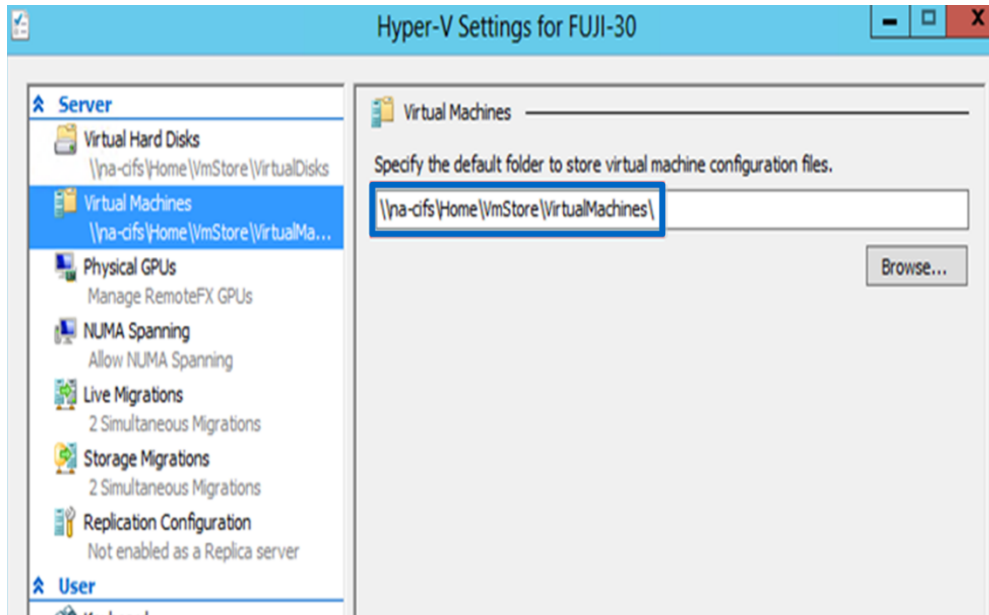 Hyper-V Settings for FUJI-30
X
Server
Virtual Hard Disks
\\na-cifs\Home\VmStore\VirtualDisks
Virtual Machines
\\na-cifs\Home\VmStore\VirtualMa...
Physical GPUs
Manage RemoteFX GPUs
NUMA Spanning
Allow NUMA Spanning
Live Migrations
2 Simultaneous Migrations
Storage Migrations
2 Simultaneous Migrations
Replication Configuration
Not enabled as a Replica server
User
Virtual Machines
Specify the default folder to store virtual machine configuration files.
\\na-cifs\Home\VmStore\VirtualMachines\
Browse...